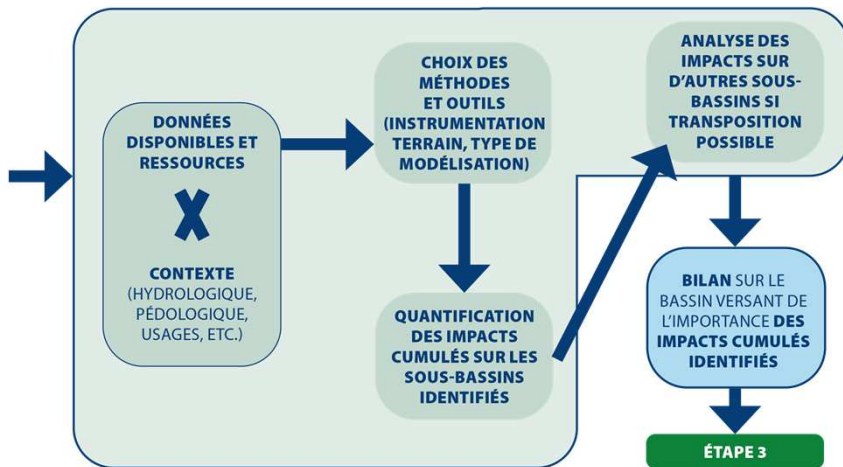 DONNÉES
DISPONIBLES ET
RESSOURCES
X
CONTEXTE
(HYDROLOGIQUE,
PÉDOLOGIQUE,
USAGES, ETC.)
CHOIX DES
MÉTHODES
ET OUTILS
(INSTRUMENTATION
TERRAIN, TYPE DE
MODÉLISATION)
QUANTIFICATION
DES IMPACTS
CUMULÉS SUR LES
SOUS-BASSINS
IDENTIFIÉS
ANALYSE DES
IMPACTS SUR
D’AUTRES SOUS-
BASSINS SI
TRANSPOSITION
POSSIBLE
BILAN SUR LE
BASSIN VERSANT DE
L’IMPORTANCE DES
IMPACTS CUMULÉS
IDENTIFIÉS
ÉTAPE 3